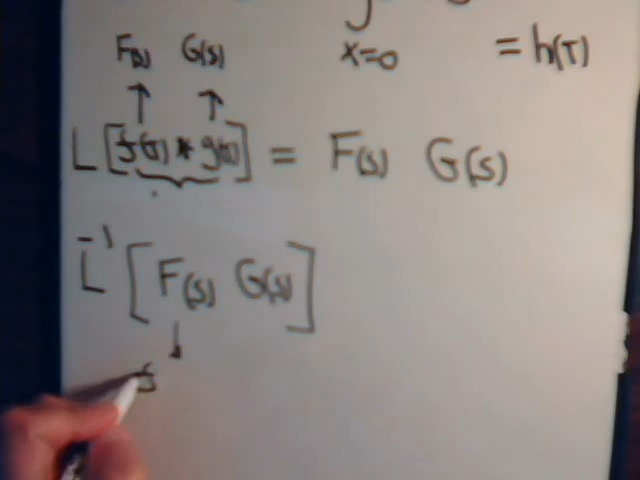 F(s) G(s) x=0 = h(T)
L[f(t) * g(t)] = F(s) G(s)
L⁻¹[F(s) G(s)]
f